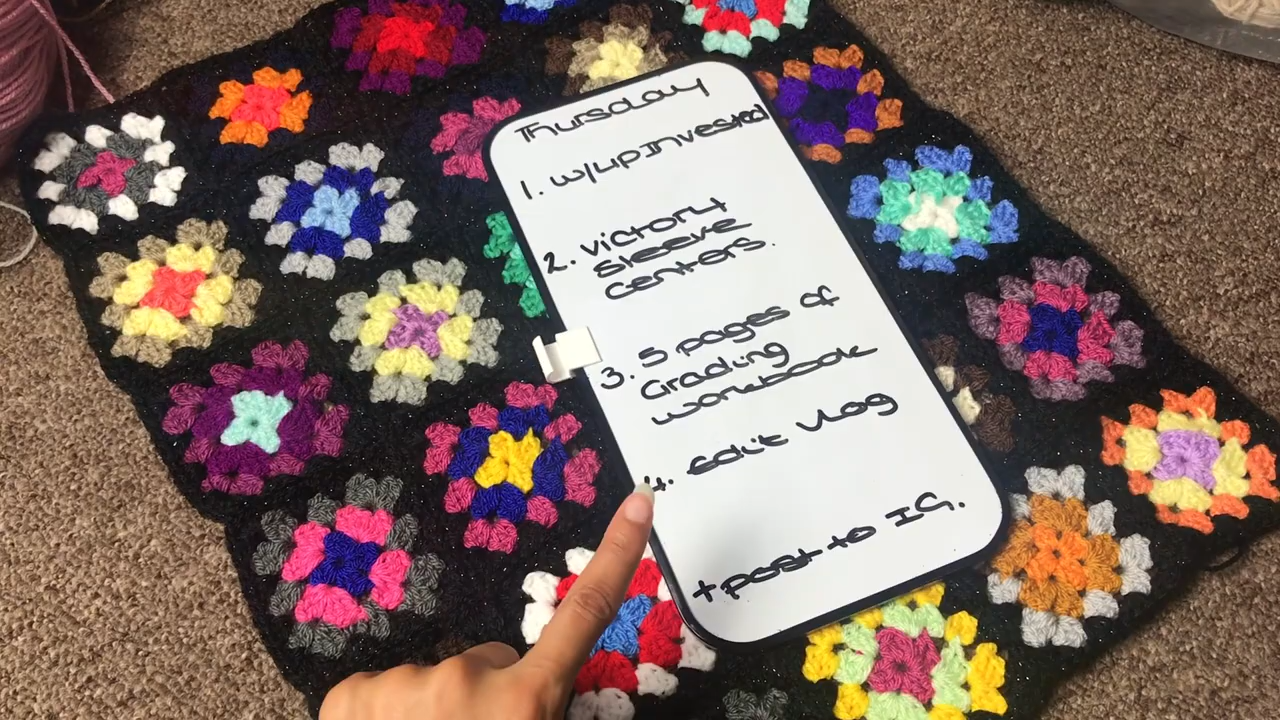 Thursday
1. w/up Invested
2. Victory
Sleeve
centers.
3. 5 pages of
Grading
workbook
4. edit vlog
+ post to IG.